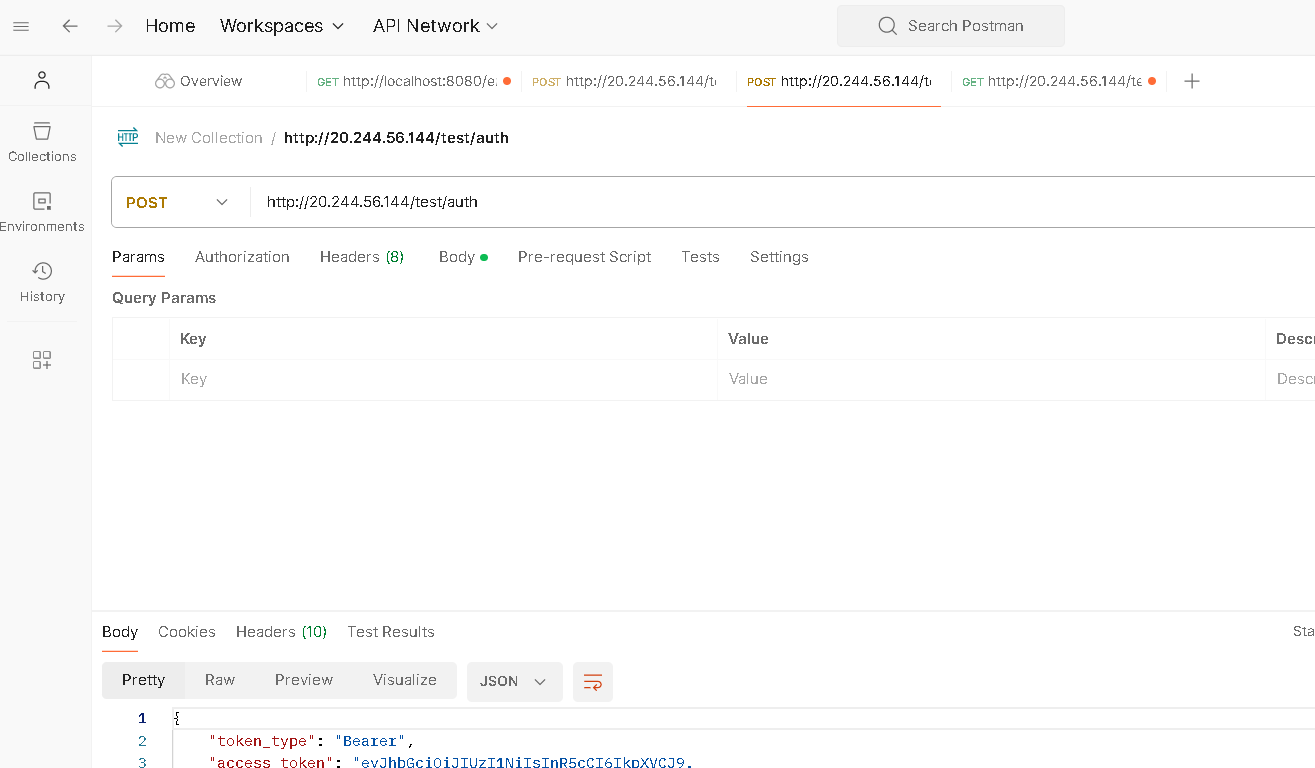 Home Workspaces API Network Search Postman
Overview GET http://localhost:8080/e. POST http://20.244.56.144/t POST http://20.244.56.144/t GET http://20.244.56.144/te
HTTP New Collection / http://20.244.56.144/test/auth
Collections
POST http://20.244.56.144/test/auth
Environments
Params Authorization Headers (8) Body Pre-request Script Tests Settings
History
Query Params
Key Value Descr
Key Value Descr
Body Cookies Headers (10) Test Results Sta
Pretty Raw Preview Visualize JSON
1 {
2 "token_type": "Bearer",
3 "access_token": "eyJhbGciOiJIUzI1NiIsInR5cCI6IkpXVCJ9.